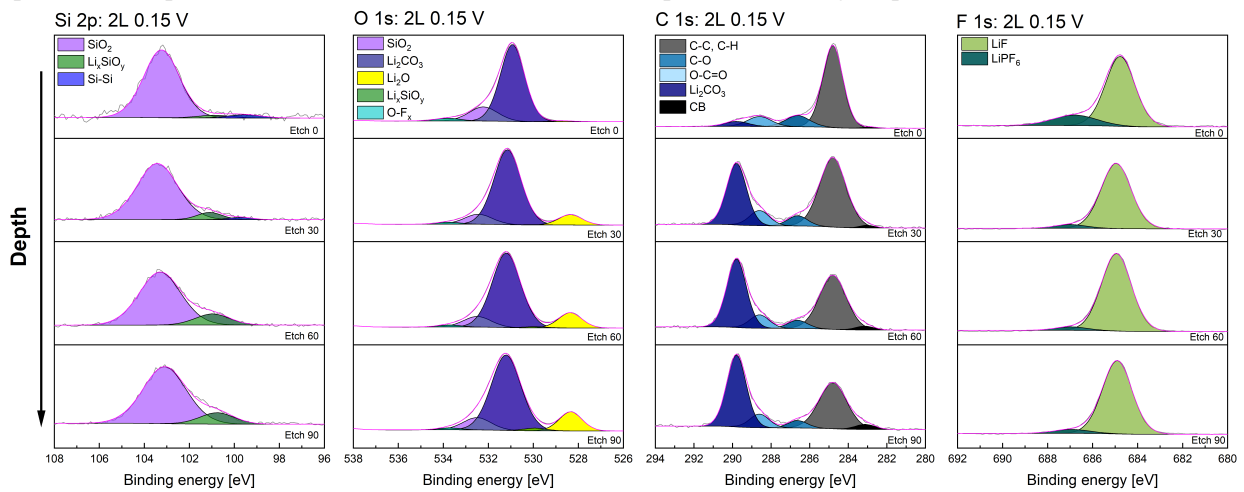 Si 2p: 2L 0.15 V
SiO2
LixSiOy
Si-Si
Etch 0
Etch 30
Etch 60
Etch 90
108 106 104 102 100 98 96
Binding energy [eV]
Depth
O 1s: 2L 0.15 V
SiO2
Li2CO3
Li2O
LixSiOy
O-Fx
Etch 0
Etch 30
Etch 60
Etch 90
538 536 534 532 530 528 526
Binding energy [eV]
C 1s: 2L 0.15 V
C-C, C-H
C-O
O-C=O
Li2CO3
CB
Etch 0
Etch 30
Etch 60
Etch 90
294 292 290 288 286 284 282 280
Binding energy [eV]
F 1s: 2L 0.15 V
LiF
LiPF6
Etch 0
Etch 30
Etch 60
Etch 90
692 690 688 686 684 682 680
Binding energy [eV]